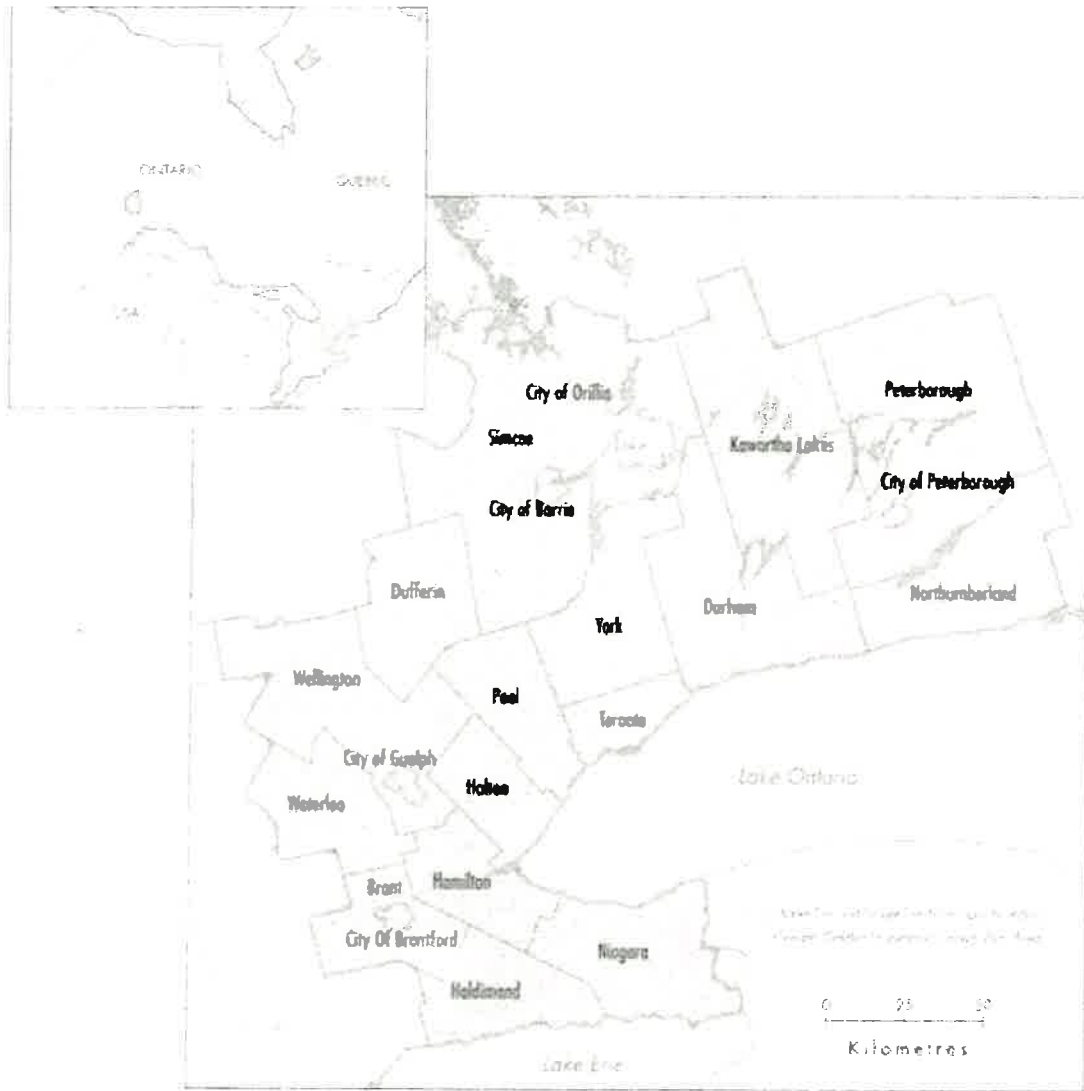 ONTARIO
QUEBEC
USA
City of Orillia
Peterborough
Simcoe
Kawartha Lakes
City of Peterborough
City of Barrie
Dufferin
Durham
Northumberland
York
Wellington
Peel
Toronto
City of Guelph
Lake Ontario
Halton
Waterloo
Brant
Hamilton
City Of Brantford
Niagara
Haldimand
0 25 50
Kilometres
Lake Erie